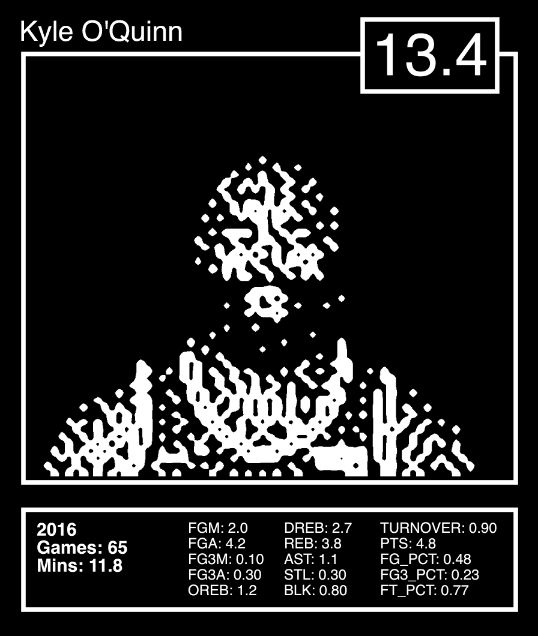 Kyle O'Quinn
13.4
2016
Games: 65
Mins: 11.8
FGM: 2.0
FGA: 4.2
FG3M: 0.10
FG3A: 0.30
OREB: 1.2
DREB: 2.7
REB: 3.8
AST: 1.1
STL: 0.30
BLK: 0.80
TURNOVER: 0.90
PTS: 4.8
FG_PCT: 0.48
FG3_PCT: 0.23
FT_PCT: 0.77